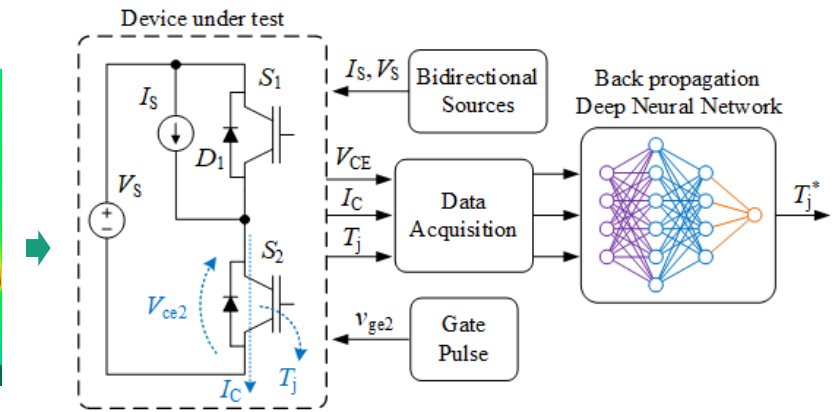 Device under test
I_S
S_1
D_1
V_S
S_2
V_ce2
I_C
T_j
I_S, V_S
Bidirectional
Sources
V_CE
I_C
T_j
Data
Acquisition
v_ge2
Gate
Pulse
Back propagation
Deep Neural Network
T_j^*